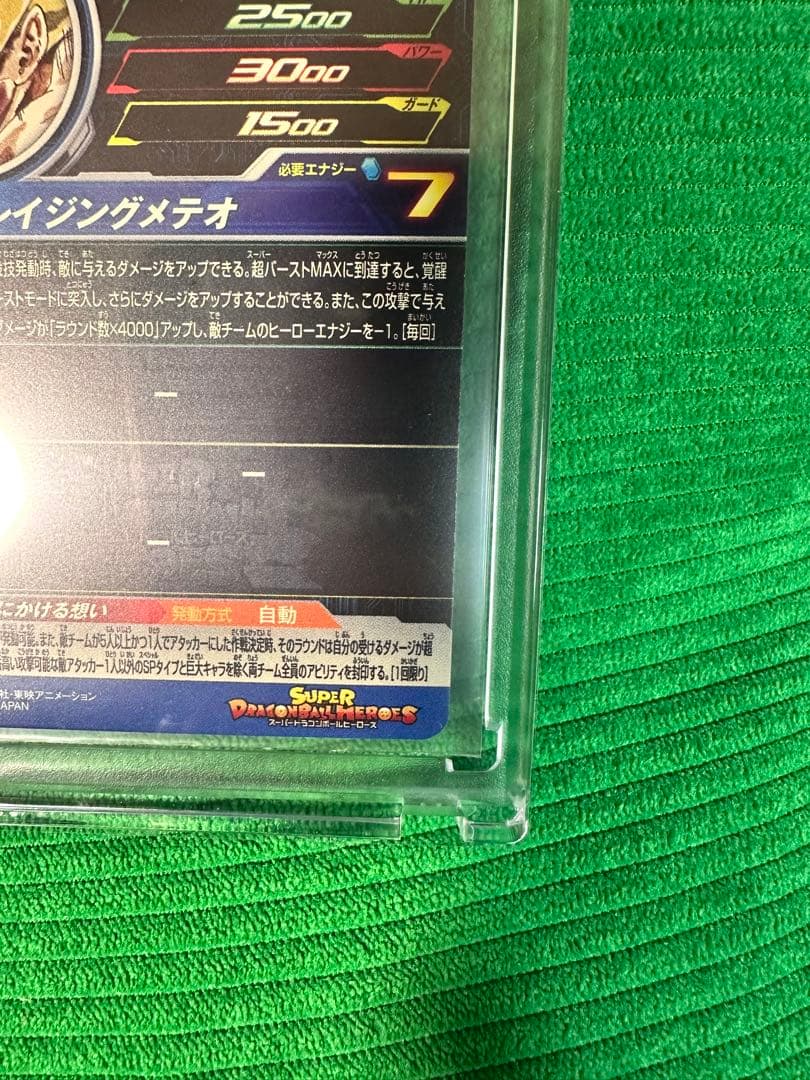 2500
パワー
3000
ガード
1500
必要エナジー 7
レイジングメテオ
技発動時、敵に与えるダメージをアップできる。超バーストMAXに到達すると、覚醒
ーストモードに突入し、さらにダメージをアップすることができる。また、この攻撃で与え
ダメージが「ラウンド数×4000」アップし、敵チームのヒーローエナジーを−1。[毎回]
ー
ー
ー
にかける想い 発動方式 自動
発動可能。また、敵チームが5人以上かつ1人でアタッカーにした作戦決定時、そのラウンドは自分の受けるダメージが超
高い攻撃可能な敵アタッカー1人以外のSPタイプと巨大キャラを除く両チーム全員のアビリティを封印する。[1回限り]
社・東映アニメーション
JAPAN
SUPER
DRAGONBALL HEROES
スーパードラゴンボールヒーローズ